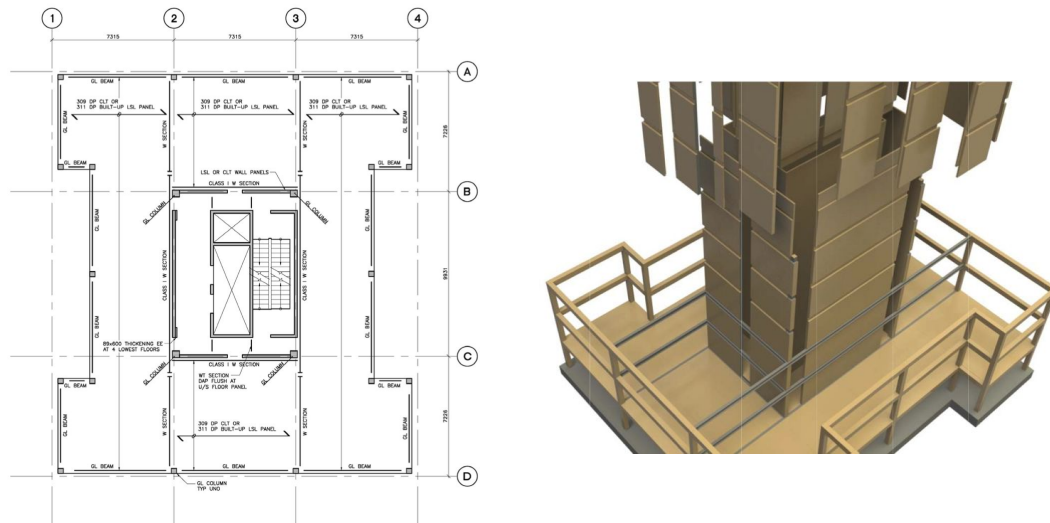 1 2 3 4
7315 7315 7315
A
GL BEAM GL BEAM GL BEAM
309 DP CLT OR
311 DP BUILT-UP LSL PANEL
309 DP CLT OR
311 DP BUILT-UP LSL PANEL
309 DP CLT OR
311 DP BUILT-UP LSL PANEL
GL BEAM
W SECTION
W SECTION
GL BEAM
7226
GL BEAM
GL BEAM
LSL OR CLT WALL PANELS
CLASS I W SECTION
B
GL COLUMN
GL COLUMN
GL BEAM
CLASS I W SECTION
CLASS I W SECTION
GL BEAM
9931
GL BEAM
GL BEAM
89x600 THICKENING EE
AT 4 LOWEST FLOORS
C
CLASS I W SECTION
GL COLUMN
GL COLUMN
WT SECTION
DAP FLUSH AT
U/S FLOOR PANEL
GL BEAM
GL BEAM
GL BEAM
W SECTION
W SECTION
GL BEAM
7226
309 DP CLT OR
311 DP BUILT-UP LSL PANEL
GL BEAM GL BEAM GL BEAM
D
GL COLUMN
TYP UNO